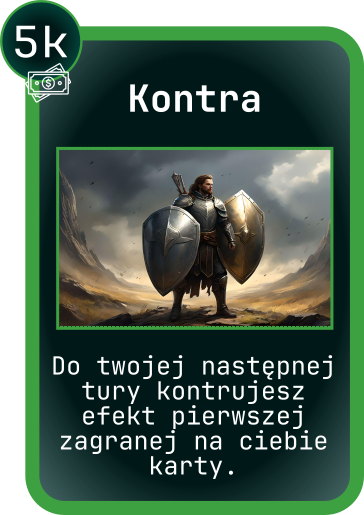 5k
Kontra
Do twojej następnej
tury kontrujesz
efekt pierwszej
zagranej na ciebie
karty.